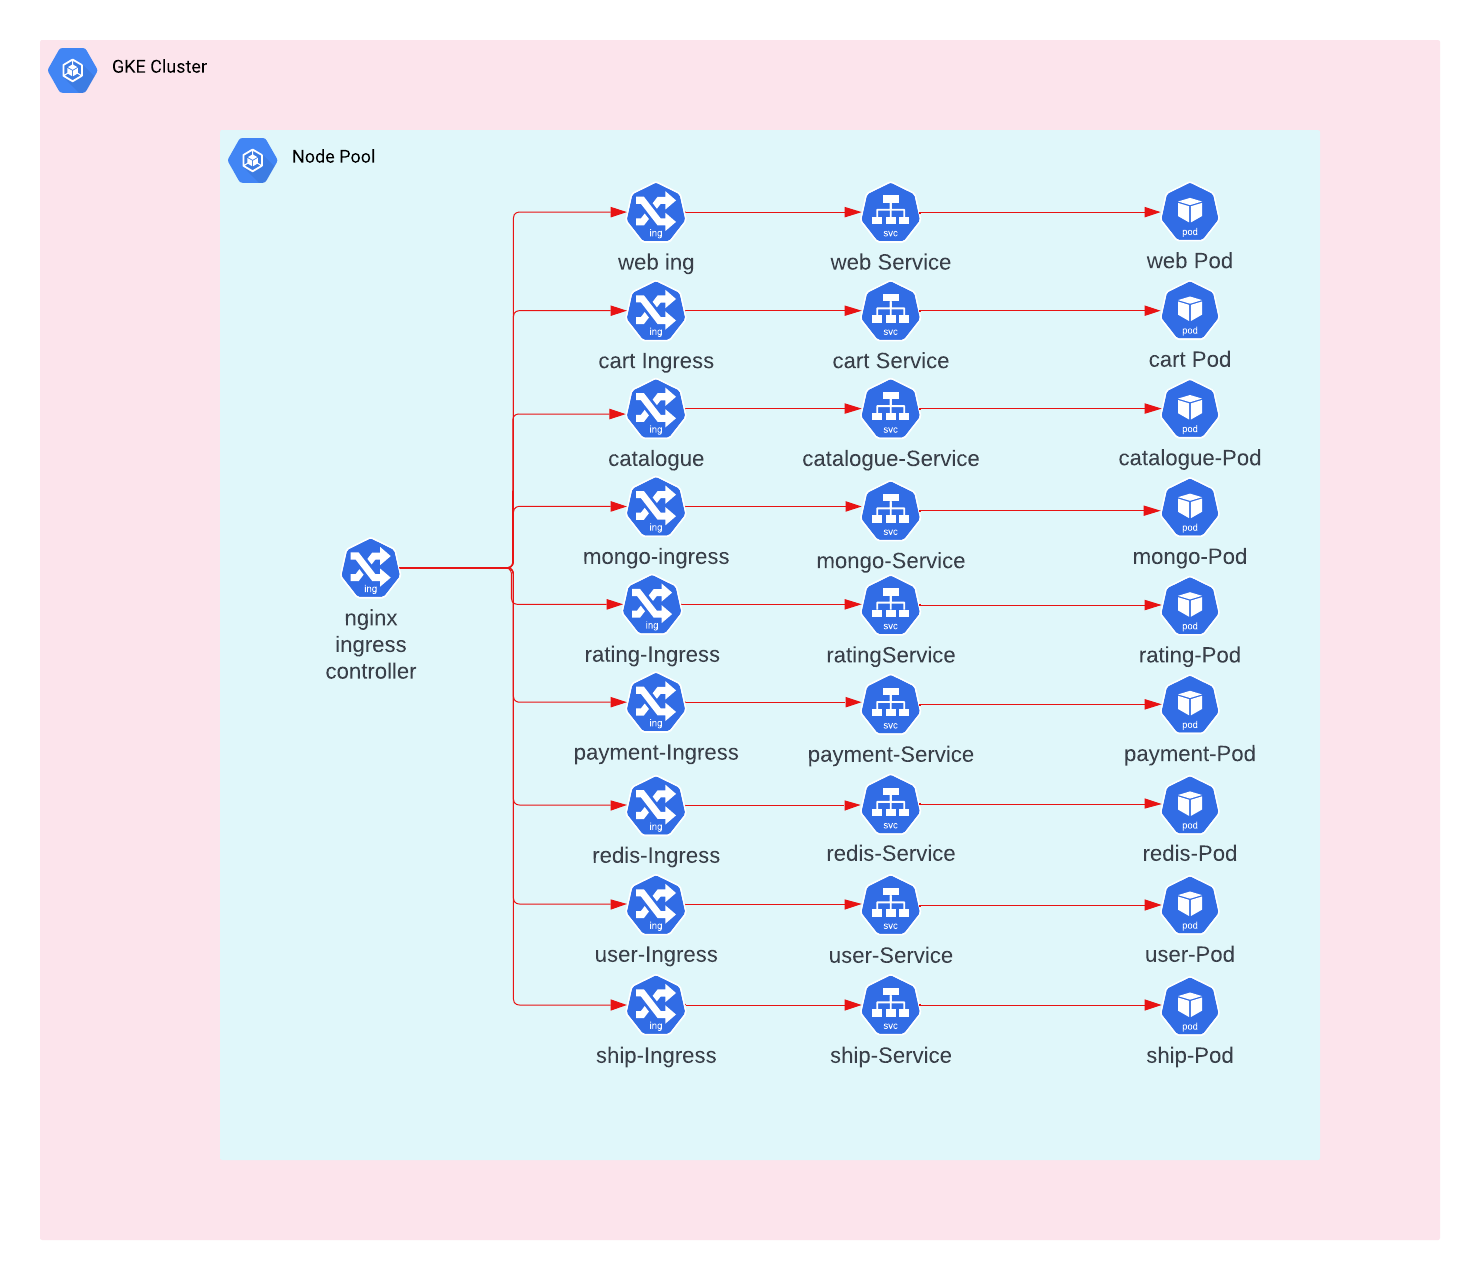 GKE Cluster
Node Pool
ing
svc
pod
web ing
web Service
web Pod
ing
svc
pod
cart Ingress
cart Service
cart Pod
ing
svc
pod
catalogue
catalogue-Service
catalogue-Pod
ing
svc
pod
mongo-ingress
mongo-Service
mongo-Pod
ing
nginx
ingress
controller
ing
svc
pod
rating-Ingress
ratingService
rating-Pod
ing
svc
pod
payment-Ingress
payment-Service
payment-Pod
ing
svc
pod
redis-Ingress
redis-Service
redis-Pod
ing
svc
pod
user-Ingress
user-Service
user-Pod
ing
svc
pod
ship-Ingress
ship-Service
ship-Pod